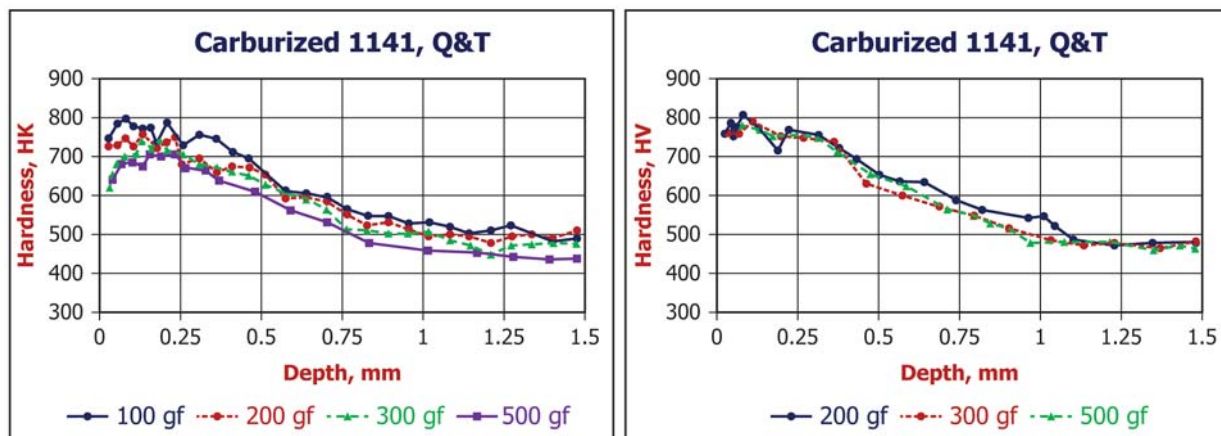 Carburized 1141, Q&T
900
800
700
600
500
400
300
Hardness, HK
0 0.25 0.5 0.75 1 1.25 1.5
Depth, mm
100 gf 200 gf 300 gf 500 gf
Carburized 1141, Q&T
900
800
700
600
500
400
300
Hardness, HV
0 0.25 0.5 0.75 1 1.25 1.5
Depth, mm
200 gf 300 gf 500 gf